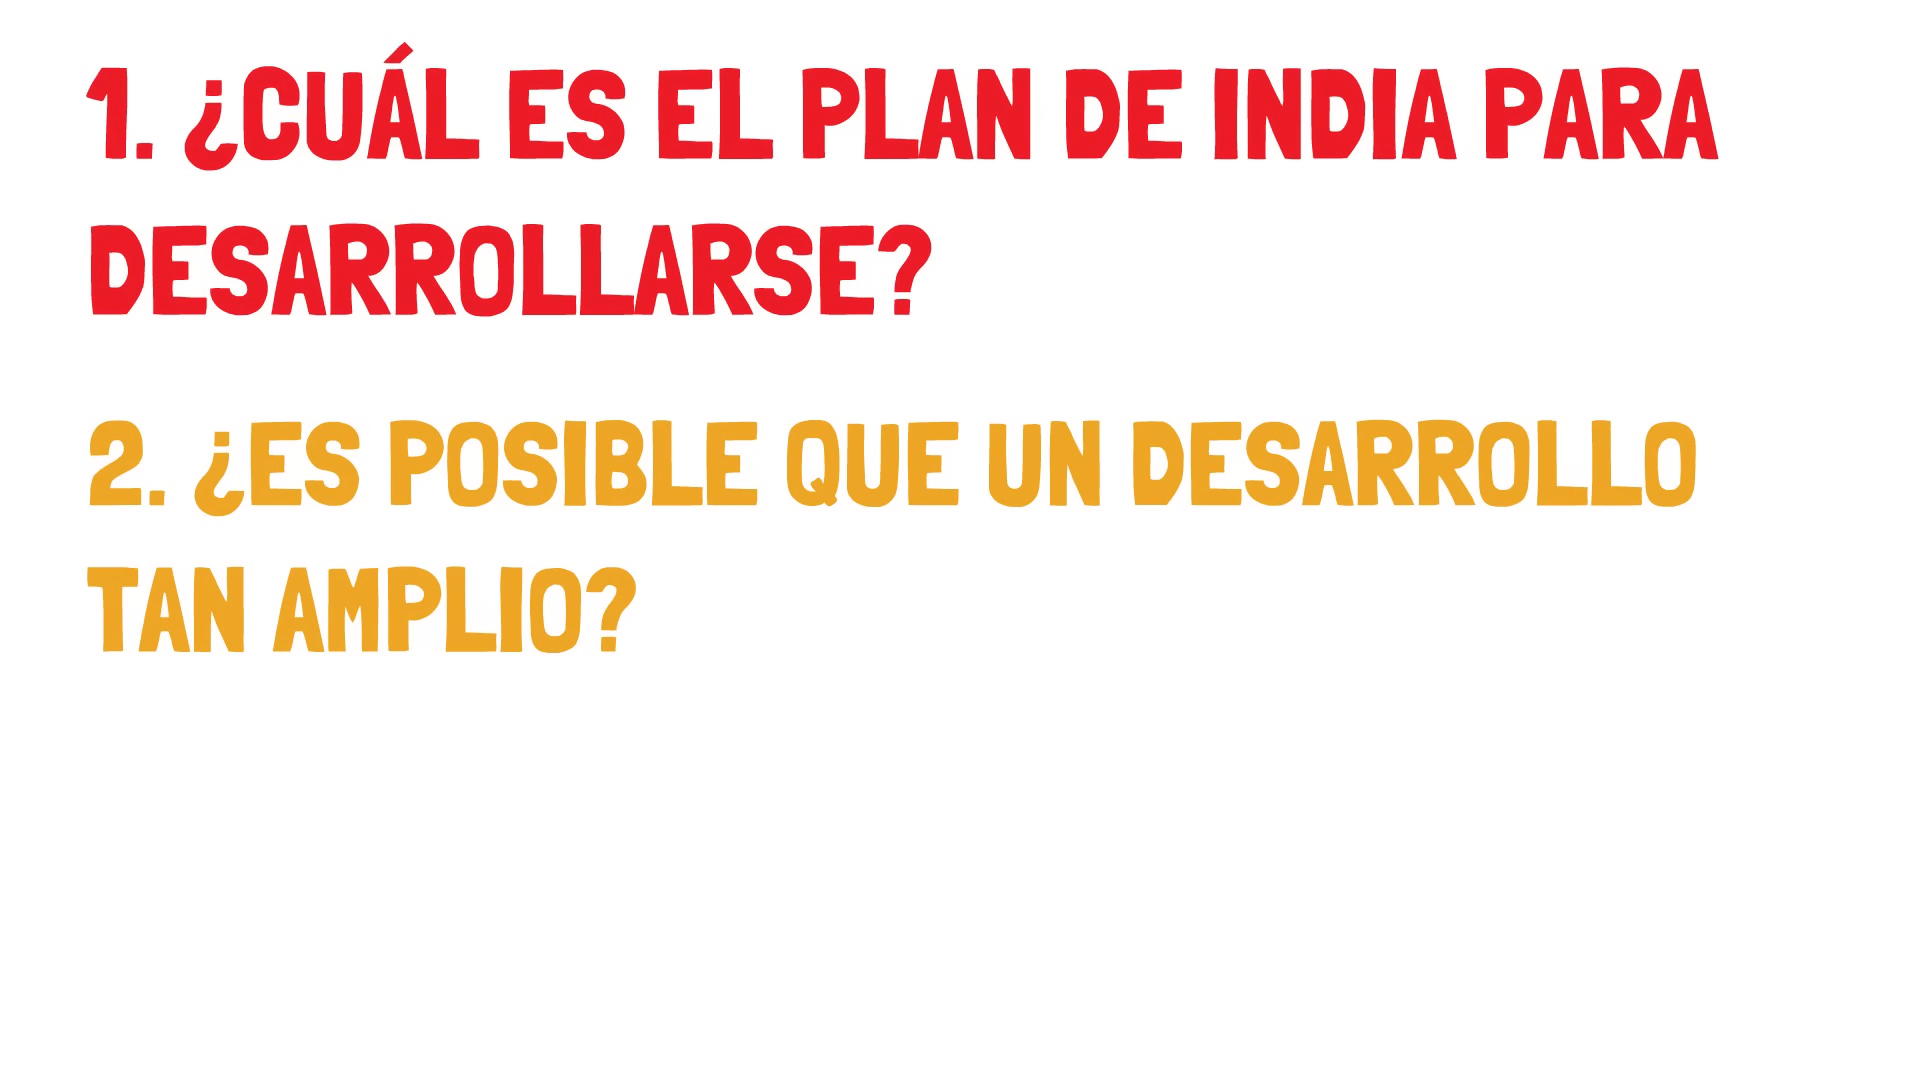 1. ¿CUÁL ES EL PLAN DE INDIA PARA
DESARROLLARSE?
2. ¿ES POSIBLE QUE UN DESARROLLO
TAN AMPLIO?